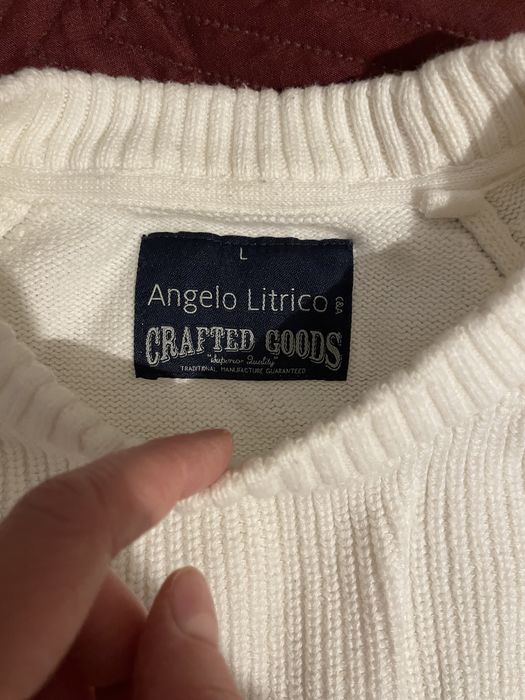 L
Angelo Litrico
C&A
CRAFTED GOODS
"Superior Quality
TRADITIONAL MANUFACTURE GUARANTEED